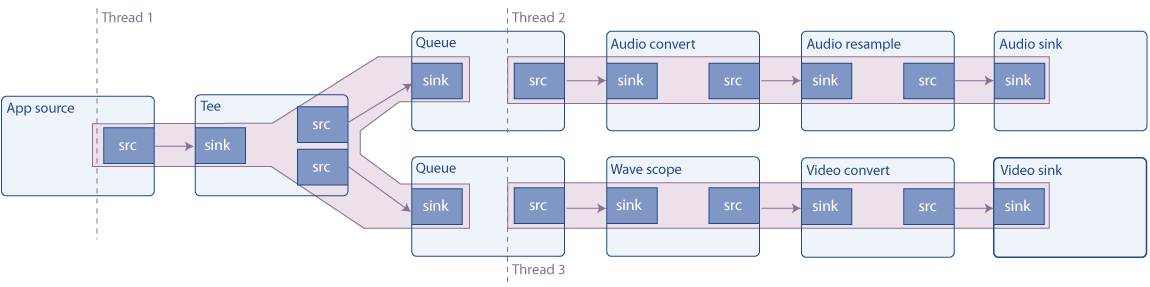 Thread 1
Thread 2
App source
src
Tee
sink
src
src
Queue
sink
src
Audio convert
sink
src
Audio resample
sink
src
Audio sink
sink
Queue
sink
src
Wave scope
sink
src
Video convert
sink
src
Video sink
sink
Thread 3